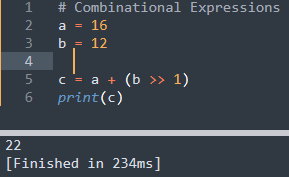 1 # Combinational Expressions
2 a = 16
3 b = 12
4
5 c = a + (b >> 1)
6 print(c)
22
[Finished in 234ms]